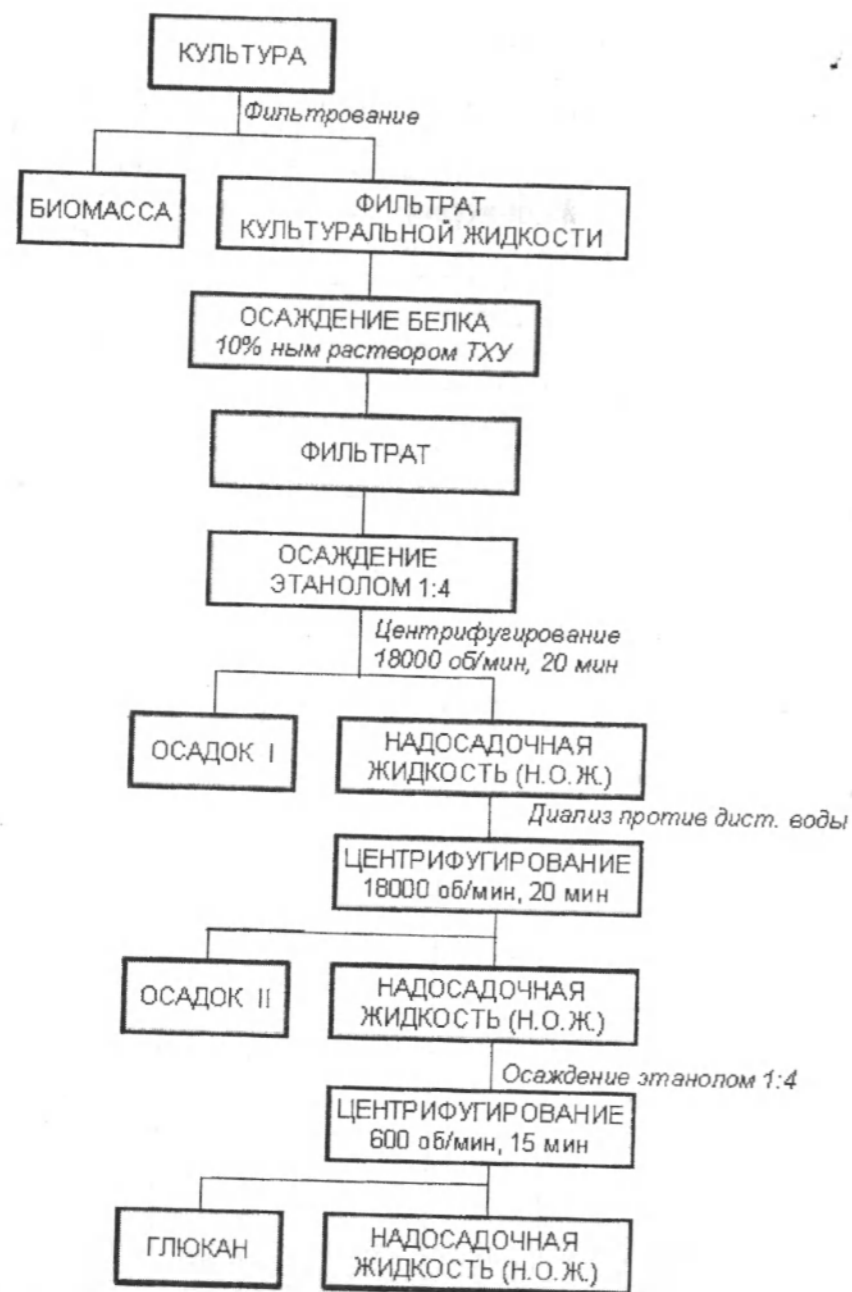 КУЛЬТУРА
Фильтрование
БИОМАССА
ФИЛЬТРАТ
КУЛЬТУРАЛЬНОЙ ЖИДКОСТИ
ОСАЖДЕНИЕ БЕЛКА
10% ным раствором ТХУ
ФИЛЬТРАТ
ОСАЖДЕНИЕ
ЭТАНОЛОМ 1:4
Центрифугирование
18000 об/мин, 20 мин
ОСАДОК I
НАДОСАДОЧНАЯ
ЖИДКОСТЬ (Н.О.Ж.)
Диализ против дист. воды
ЦЕНТРИФУГИРОВАНИЕ
18000 об/мин, 20 мин
ОСАДОК II
НАДОСАДОЧНАЯ
ЖИДКОСТЬ (Н.О.Ж.)
Осаждение этанолом 1:4
ЦЕНТРИФУГИРОВАНИЕ
600 об/мин, 15 мин
ГЛЮКАН
НАДОСАДОЧНАЯ
ЖИДКОСТЬ (Н.О.Ж.)